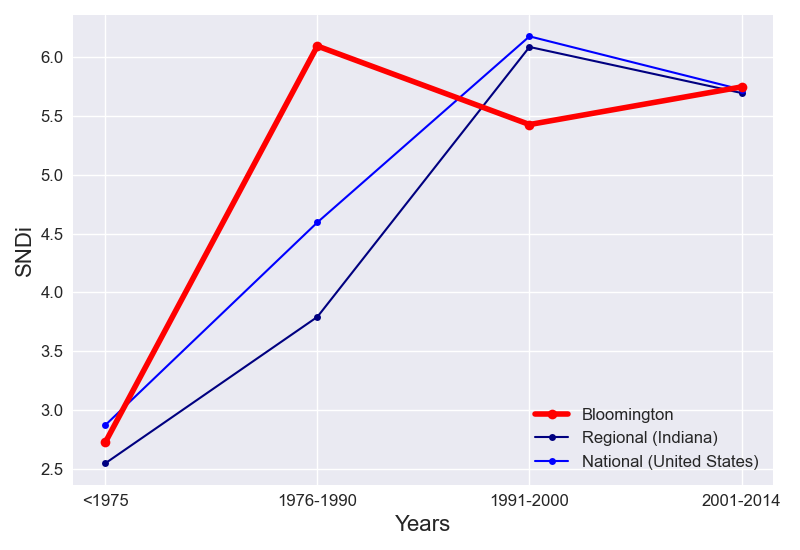 6.0
5.5
5.0
4.5
4.0
3.5
3.0
2.5
SNDi
Bloomington
Regional (Indiana)
National (United States)
<1975
1976-1990
1991-2000
2001-2014
Years